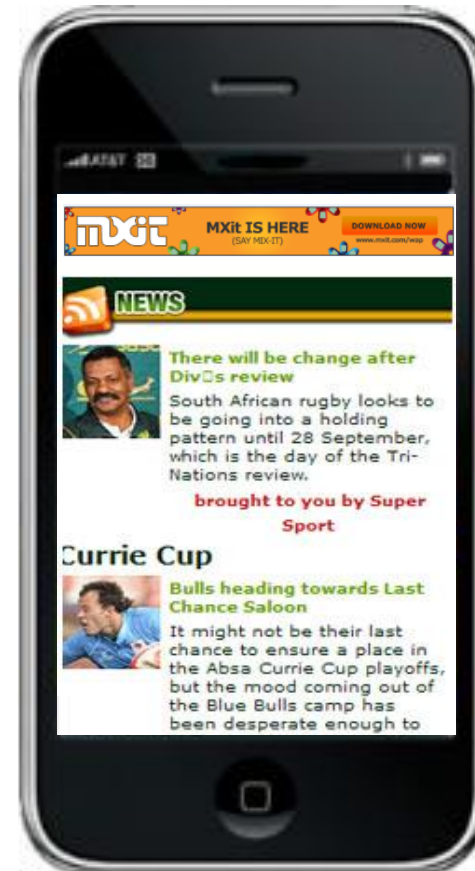 AT&T
MXit
MXit IS HERE
(SAY MIX-IT)
DOWNLOAD NOW
www.mxit.com/wap
NEWS
There will be change after
Div□s review
South African rugby looks to
be going into a holding
pattern until 28 September,
which is the day of the Tri-
Nations review.
brought to you by Super
Sport
Currie Cup
Bulls heading towards Last
Chance Saloon
It might not be their last
chance to ensure a place in
the Absa Currie Cup playoffs,
but the mood coming out of
the Blue Bulls camp has
been desperate enough to